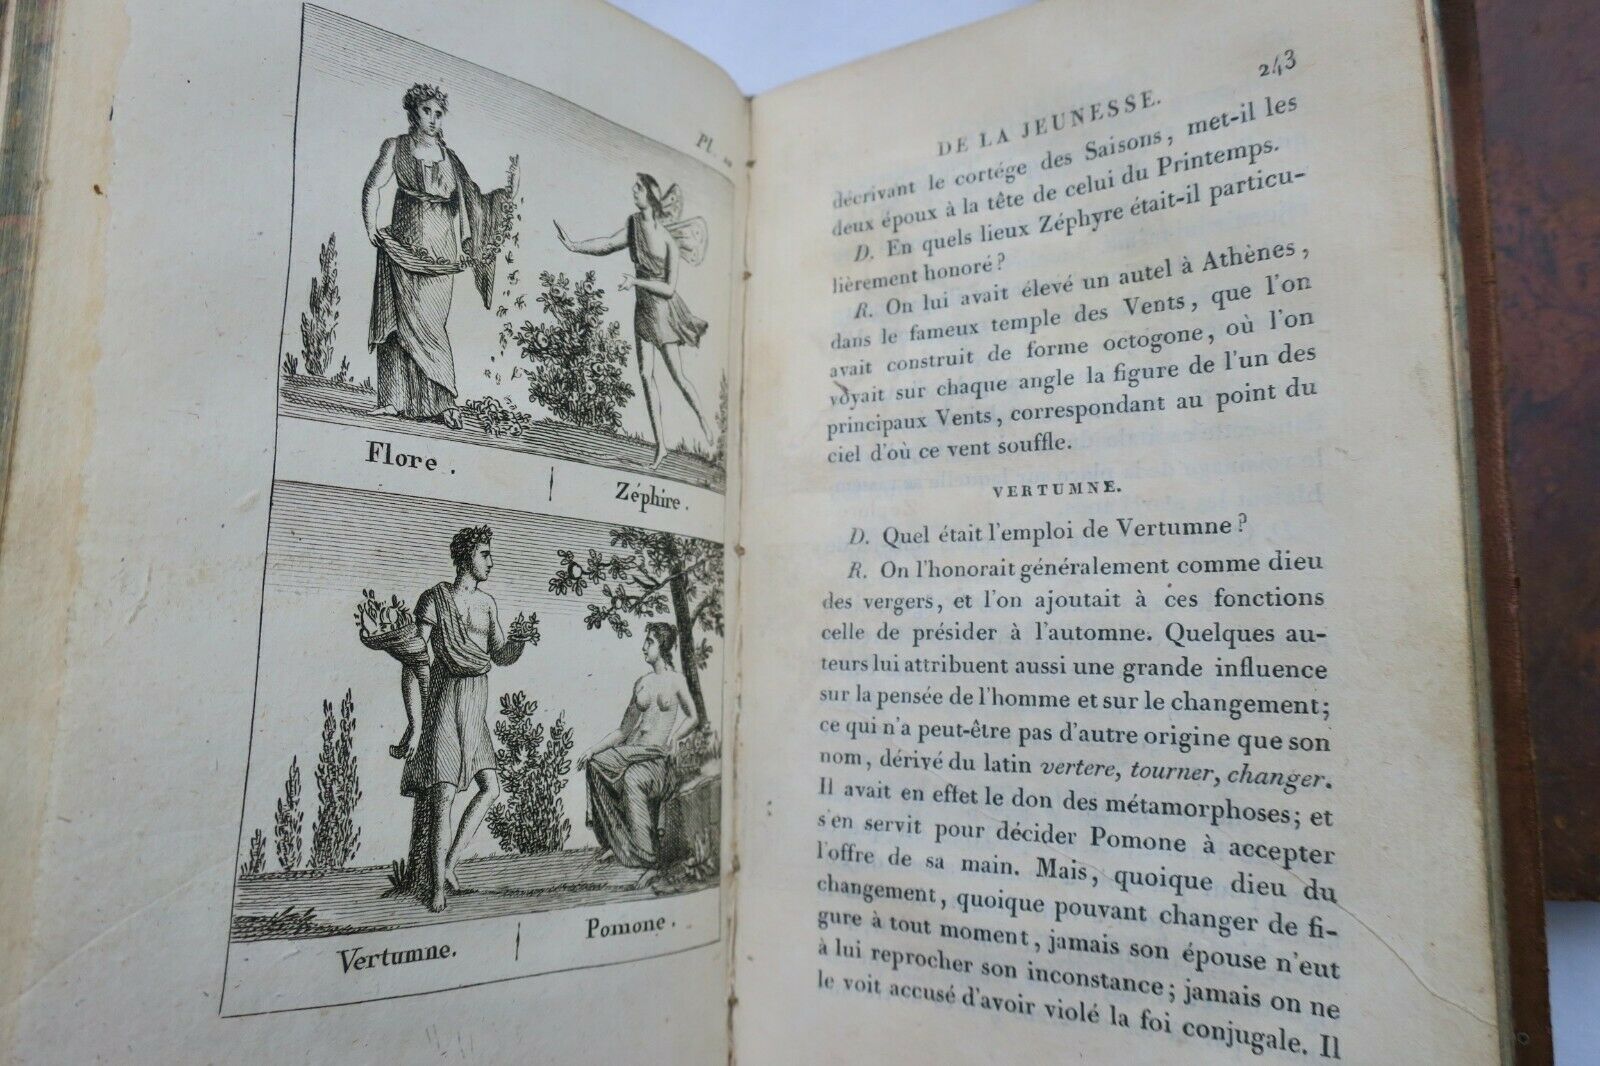 Pl.
Flore.
Zéphire.
Vertumne.
Pomone.
243
DE LA JEUNESSE.
décrivant le cortége des Saisons, met-il les
deux époux à la tête de celui du Printemps.
D. En quels lieux Zéphyre était-il particu-
lièrement honoré?
R. On lui avait élevé un autel à Athènes,
dans le fameux temple des Vents, que l'on
avait construit de forme octogone, où l'on
voyait sur chaque angle la figure de l'un des
principaux Vents, correspondant au point du
ciel d'où ce vent souffle.
VERTUMNE.
D. Quel était l'emploi de Vertumne?
R. On l'honorait généralement comme dieu
des vergers, et l'on ajoutait à ces fonctions
celle de présider à l'automne. Quelques au-
teurs lui attribuent aussi une grande influence
sur la pensée de l'homme et sur le changement;
ce qui n'a peut-être pas d'autre origine que son
nom, dérivé du latin vertere, tourner, changer.
Il avait en effet le don des métamorphoses; et
s'en servit pour décider Pomone à accepter
l'offre de sa main. Mais, quoique dieu du
changement, quoique pouvant changer de fi-
gure à tout moment, jamais son épouse n'eut
à lui reprocher son inconstance; jamais on ne
le voit accusé d'avoir violé la foi conjugale. Il